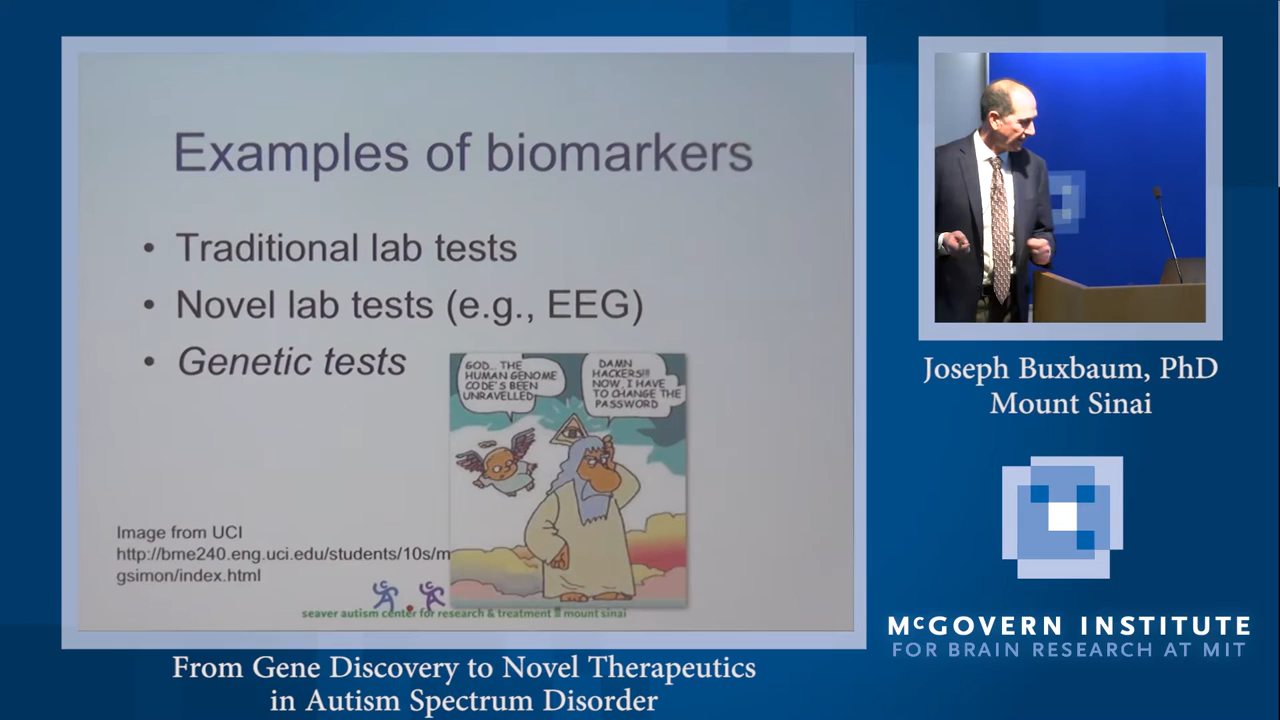 Examples of biomarkers
• Traditional lab tests
• Novel lab tests (e.g., EEG)
• Genetic tests
GOD... THE
HUMAN GENOME
CODE'S BEEN
UNRAVELLED
DAMN
HACKERS!!!
NOW, I HAVE
TO CHANGE THE
PASSWORD
Image from UCI
http://bme240.eng.uci.edu/students/10s/m
gsimon/index.html
seaver autism center for research & treatment mount sinai
From Gene Discovery to Novel Therapeutics
in Autism Spectrum Disorder
Joseph Buxbaum, PhD
Mount Sinai
McGOVERN INSTITUTE
FOR BRAIN RESEARCH AT MIT